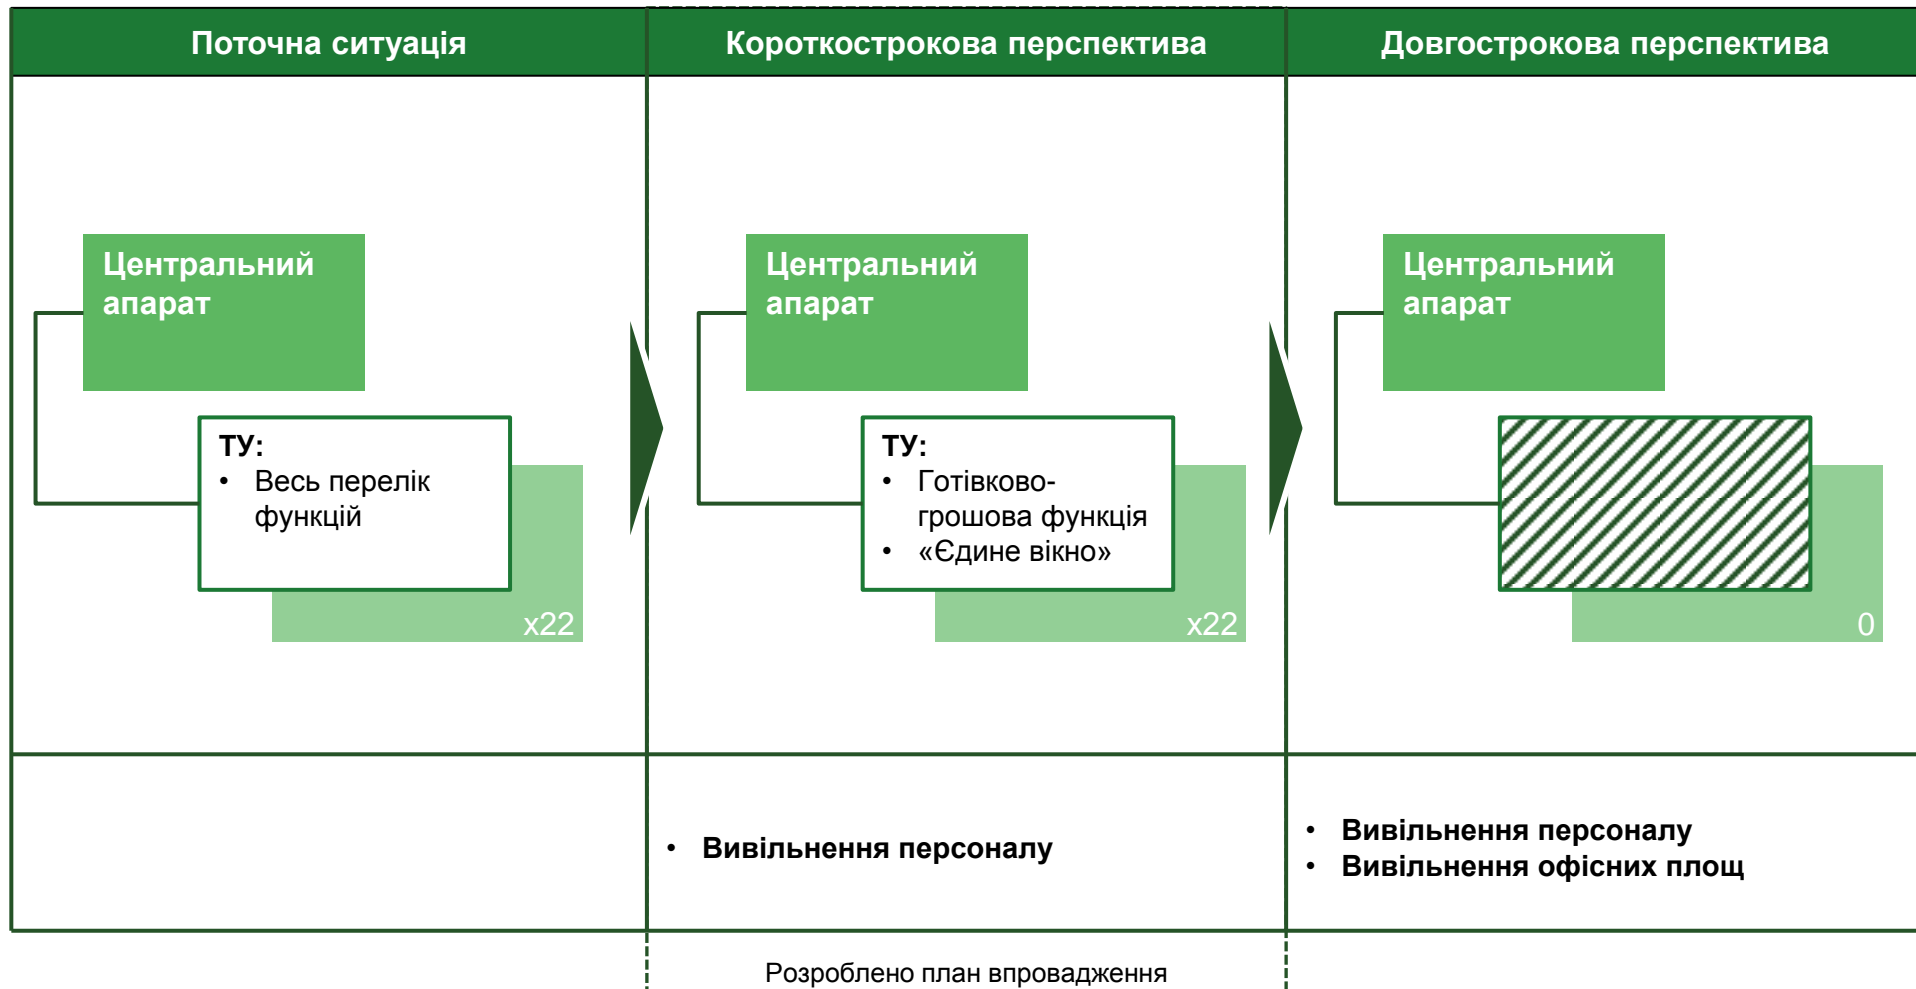 Поточна ситуація
Короткострокова перспектива
Довгострокова перспектива
Центральний
апарат
ТУ:
• Весь перелік
функцій
x22
Центральний
апарат
ТУ:
• Готівково-
грошова функція
• «Єдине вікно»
x22
Центральний
апарат
0
• Вивільнення персоналу
• Вивільнення персоналу
• Вивільнення офісних площ
Розроблено план впровадження